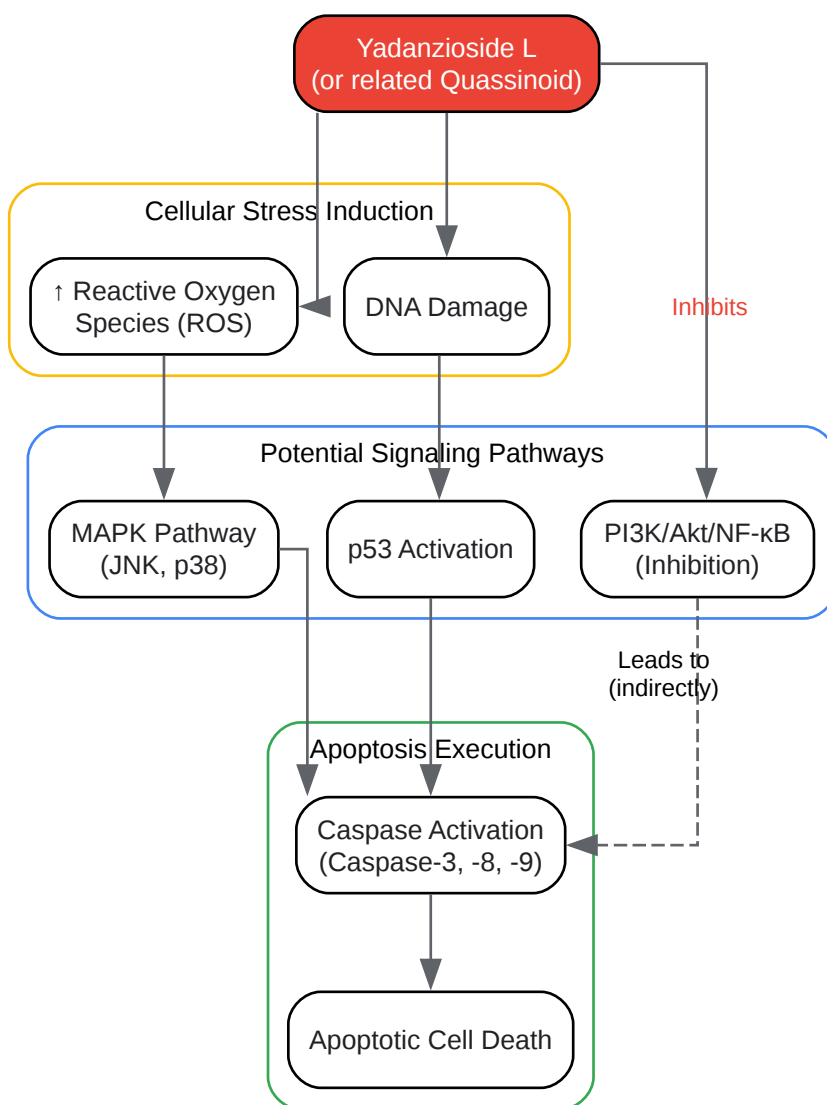 Yadanzioside L
(or related Quassinoid)
Cellular Stress Induction
↑ Reactive Oxygen
Species (ROS)
DNA Damage
Inhibits
Potential Signaling Pathways
MAPK Pathway
(JNK, p38)
p53 Activation
PI3K/Akt/NF-κB
(Inhibition)
Leads to
(indirectly)
Apoptosis Execution
Caspase Activation
(Caspase-3, -8, -9)
Apoptotic Cell Death